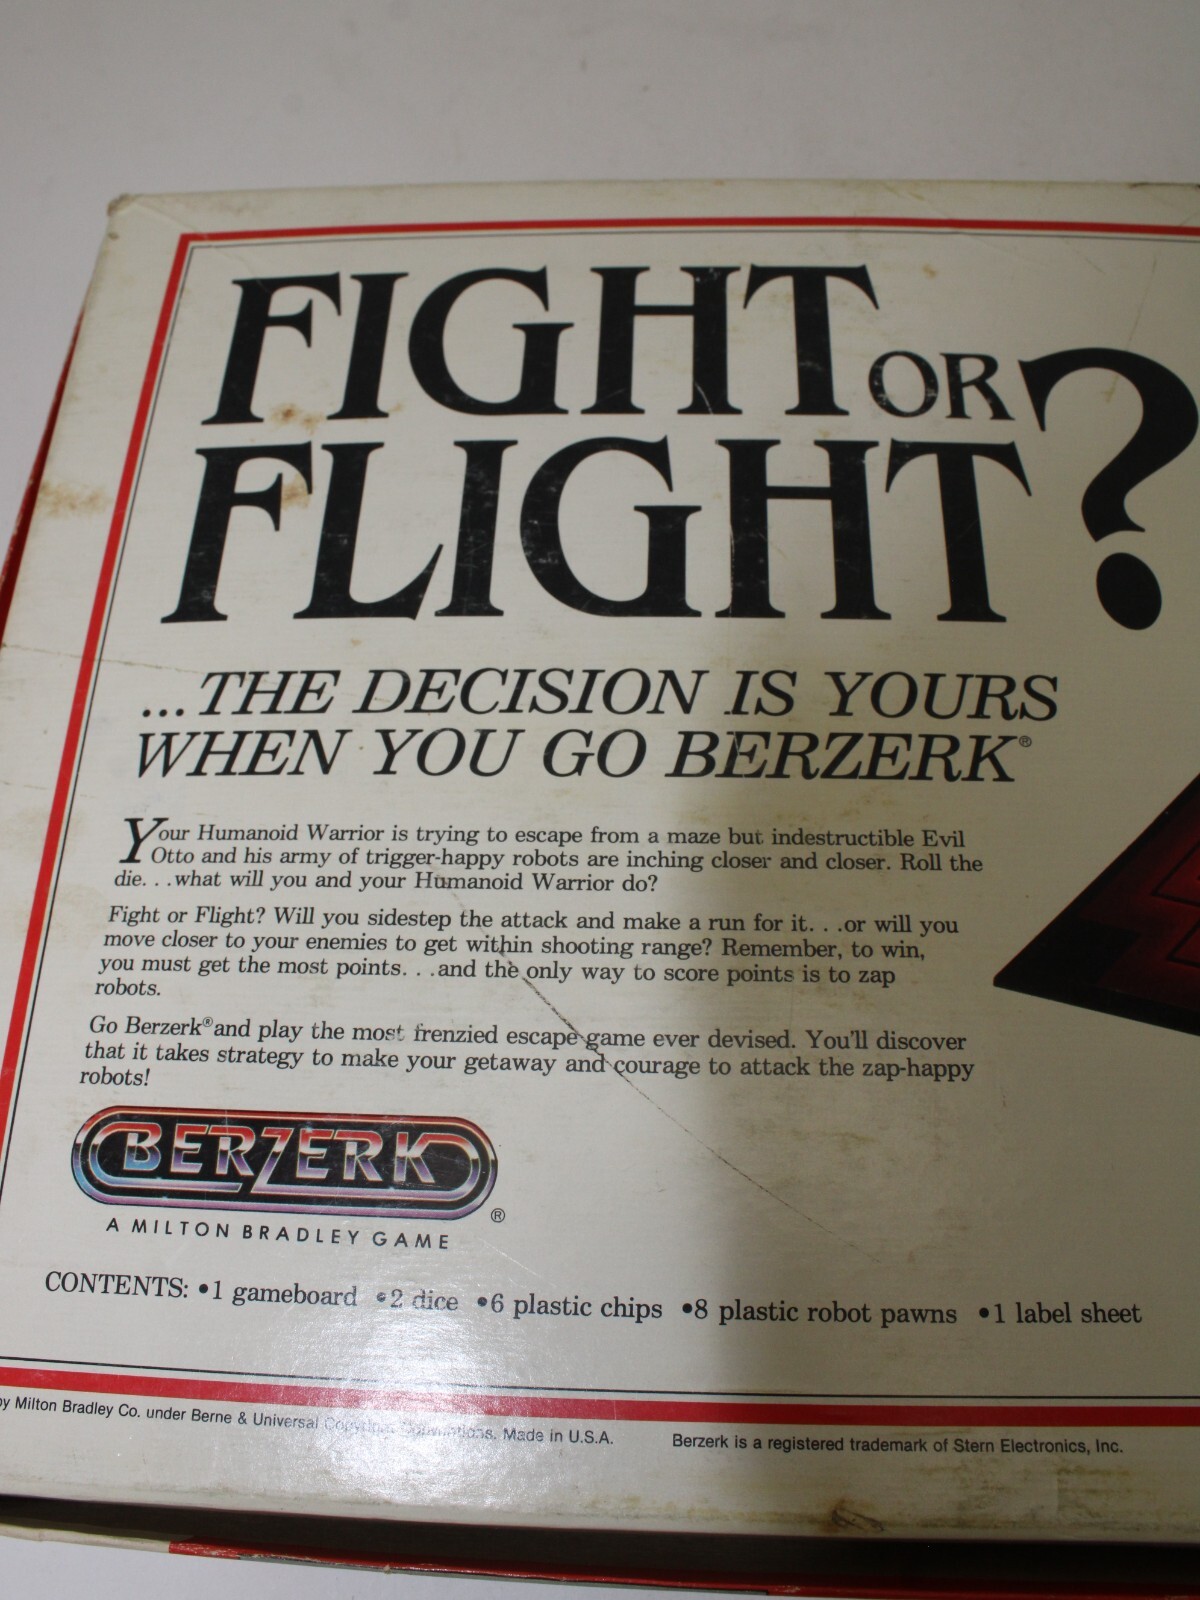 FIGHT OR
FLIGHT?
...THE DECISION IS YOURS
WHEN YOU GO BERZERK®
Your Humanoid Warrior is trying to escape from a maze but indestructible Evil
Otto and his army of trigger-happy robots are inching closer and closer. Roll the
die. . .what will you and your Humanoid Warrior do?
Fight or Flight? Will you sidestep the attack and make a run for it. . .or will you
move closer to your enemies to get within shooting range? Remember, to win,
you must get the most points. . .and the only way to score points is to zap
robots.
Go Berzerk® and play the most frenzied escape game ever devised. You'll discover
that it takes strategy to make your getaway and courage to attack the zap-happy
robots!
BERZERK®
A MILTON BRADLEY GAME
CONTENTS: •1 gameboard •2 dice •6 plastic chips •8 plastic robot pawns •1 label sheet
by Milton Bradley Co. under Berne & Universal Copyright Conventions. Made in U.S.A. Berzerk is a registered trademark of Stern Electronics, Inc.